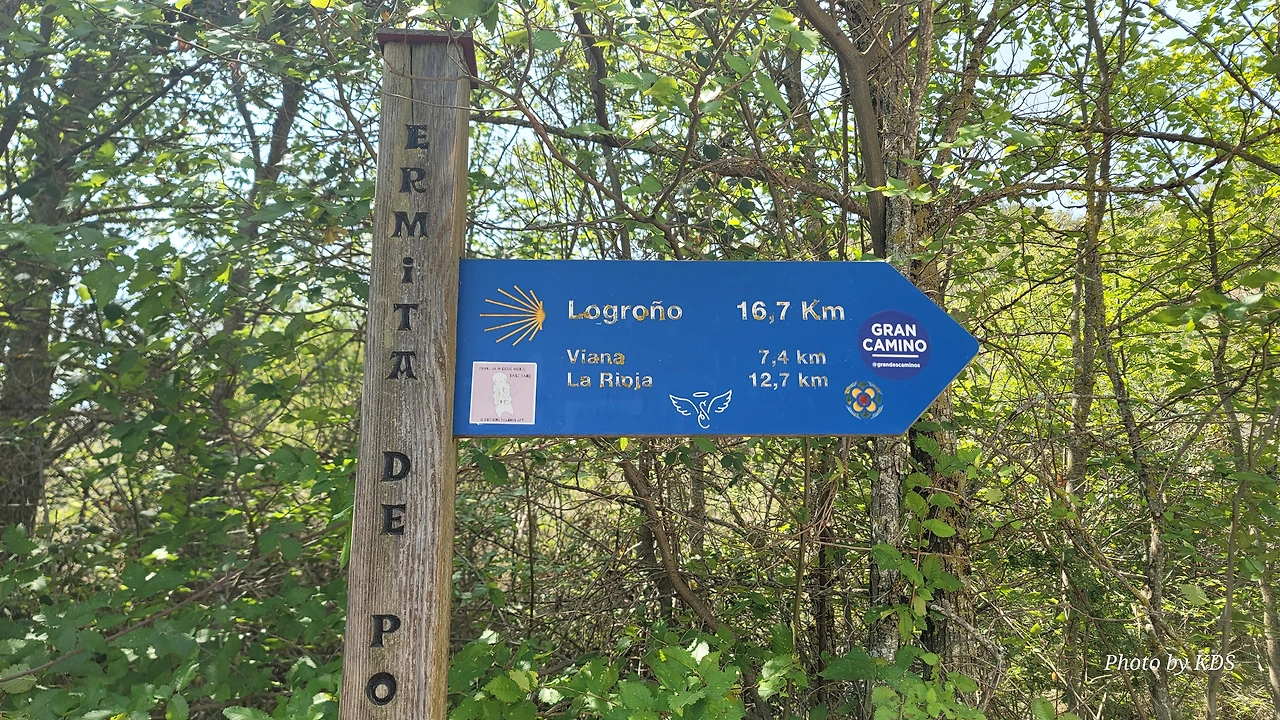 ERMiTA DE PO
Logroño 16,7 Km
Viana 7,4 km
La Rioja 12,7 km
GRAN
CAMINO
@grandescaminos
Photo by KDS